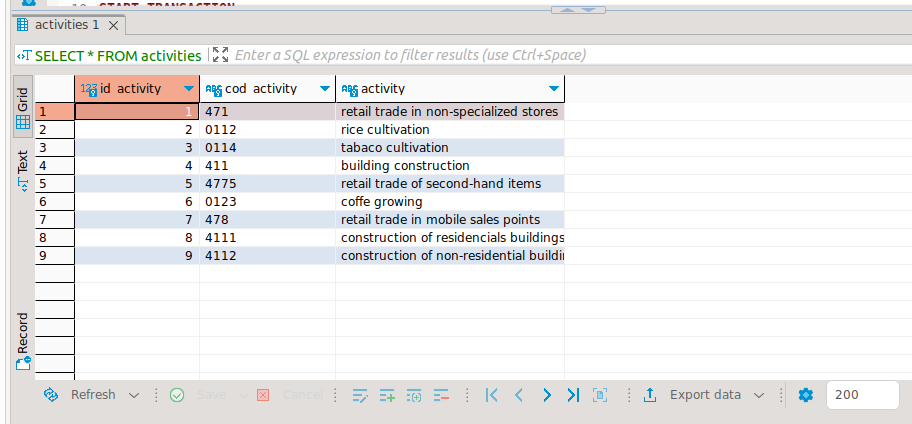 activities 1
SELECT * FROM activities Enter a SQL expression to filter results (use Ctrl+Space)
Grid
Text
Record
123 id_activity ABC cod_activity ABC activity
1 1 471 retail trade in non-specialized stores
2 2 0112 rice cultivation
3 3 0114 tabaco cultivation
4 4 411 building construction
5 5 4775 retail trade of second-hand items
6 6 0123 coffe growing
7 7 478 retail trade in mobile sales points
8 8 4111 construction of residencials buildings
9 9 4112 construction of non-residential buildi
Refresh Save Cancel Export data 200